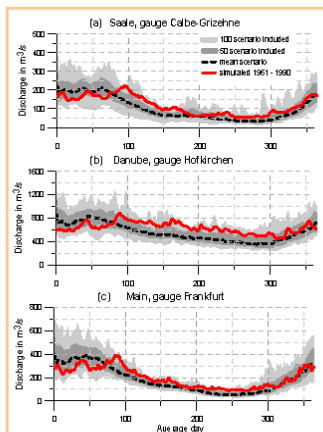 (a) Saale, gauge Calbe-Grizehne
600
500
400
300
200
100
0
Discharge in m³/s
100 scenario included
50 scenario included
mean scenario
simulated 1961 - 1990
0 100 200 300
(b) Danube, gauge Hofkirchen
1600
1200
800
400
0
Discharge in m³/s
0 100 200 300
(c) Main, gauge Frankfurt
800
600
400
200
0
Discharge in m³/s
0 100 200 300
Average day